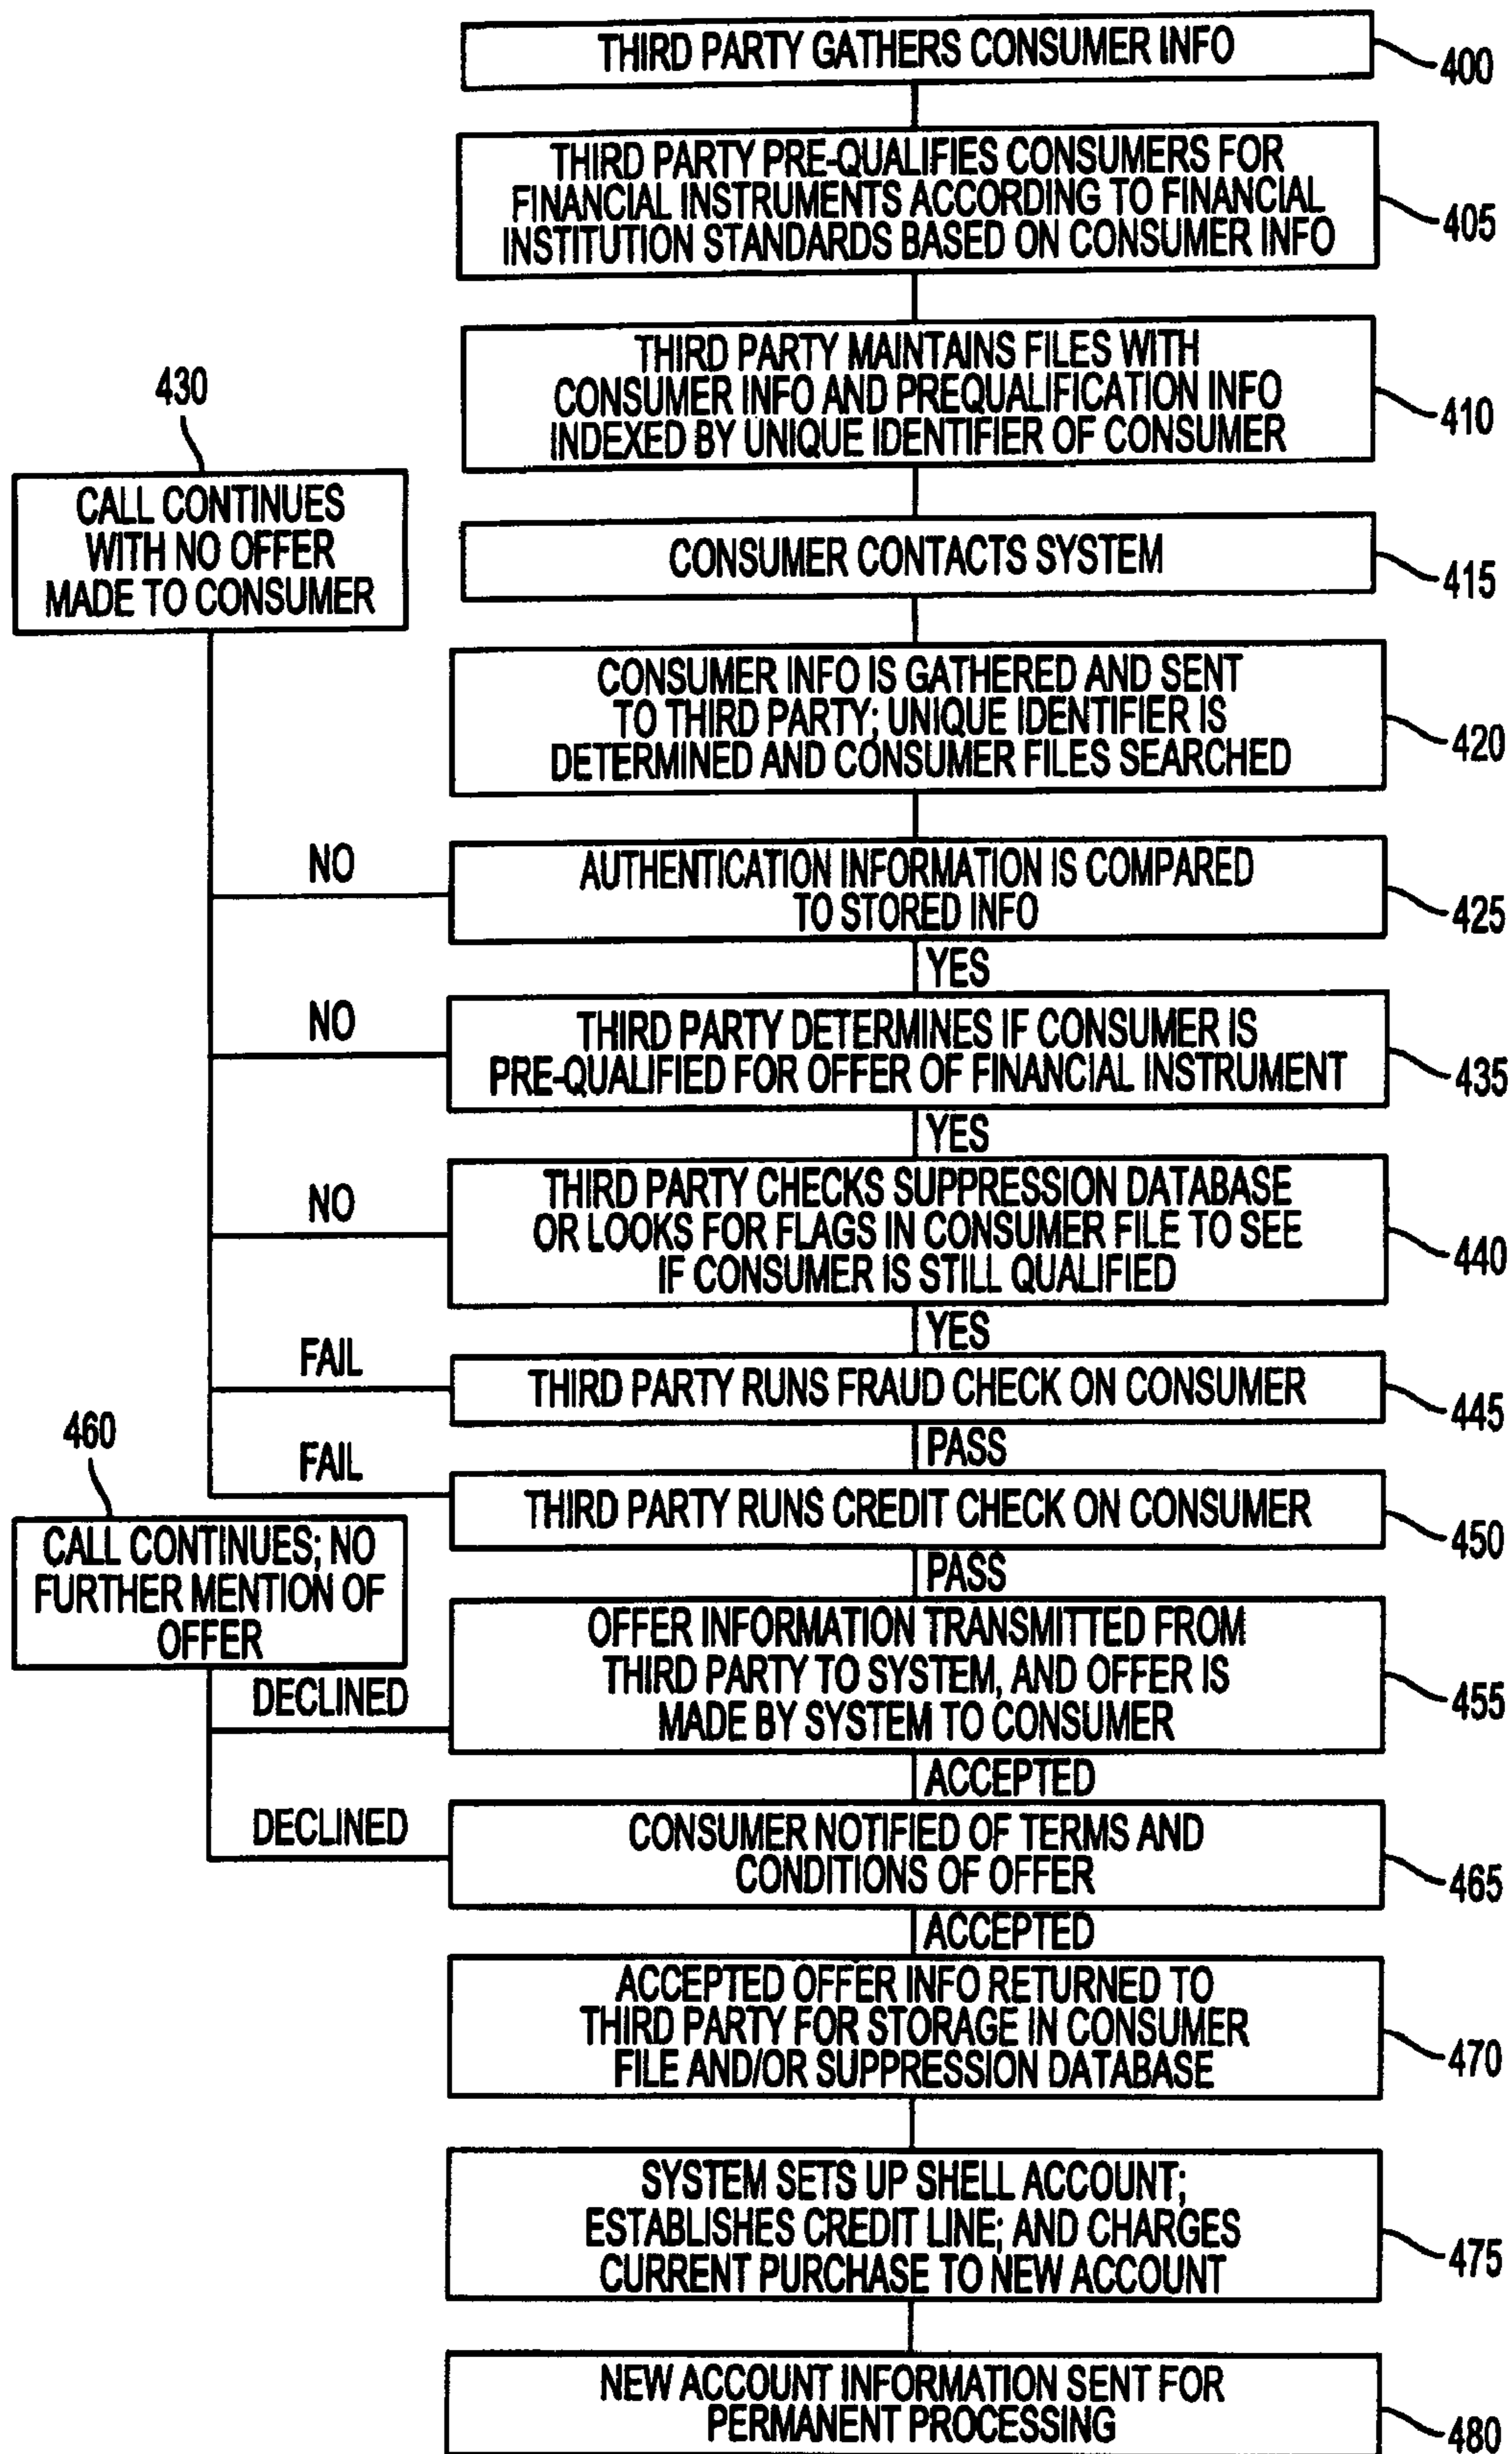 THIRD PARTY GATHERS CONSUMER INFO
400
THIRD PARTY PRE-QUALIFIES CONSUMERS FOR
FINANCIAL INSTRUMENTS ACCORDING TO FINANCIAL
INSTITUTION STANDARDS BASED ON CONSUMER INFO
405
THIRD PARTY MAINTAINS FILES WITH
CONSUMER INFO AND PREQUALIFICATION INFO
INDEXED BY UNIQUE IDENTIFIER OF CONSUMER
410
430
CALL CONTINUES
WITH NO OFFER
MADE TO CONSUMER
CONSUMER CONTACTS SYSTEM
415
CONSUMER INFO IS GATHERED AND SENT
TO THIRD PARTY; UNIQUE IDENTIFIER IS
DETERMINED AND CONSUMER FILES SEARCHED
420
NO
AUTHENTICATION INFORMATION IS COMPARED
TO STORED INFO
425
YES
NO
THIRD PARTY DETERMINES IF CONSUMER IS
PRE-QUALIFIED FOR OFFER OF FINANCIAL INSTRUMENT
435
YES
NO
THIRD PARTY CHECKS SUPPRESSION DATABASE
OR LOOKS FOR FLAGS IN CONSUMER FILE TO SEE
IF CONSUMER IS STILL QUALIFIED
440
YES
FAIL
THIRD PARTY RUNS FRAUD CHECK ON CONSUMER
445
PASS
FAIL
THIRD PARTY RUNS CREDIT CHECK ON CONSUMER
450
PASS
460
CALL CONTINUES; NO
FURTHER MENTION OF
OFFER
DECLINED
OFFER INFORMATION TRANSMITTED FROM
THIRD PARTY TO SYSTEM, AND OFFER IS
MADE BY SYSTEM TO CONSUMER
455
ACCEPTED
DECLINED
CONSUMER NOTIFIED OF TERMS AND
CONDITIONS OF OFFER
465
ACCEPTED
ACCEPTED OFFER INFO RETURNED TO
THIRD PARTY FOR STORAGE IN CONSUMER
FILE AND/OR SUPPRESSION DATABASE
470
SYSTEM SETS UP SHELL ACCOUNT;
ESTABLISHES CREDIT LINE; AND CHARGES
CURRENT PURCHASE TO NEW ACCOUNT
475
NEW ACCOUNT INFORMATION SENT FOR
PERMANENT PROCESSING
480